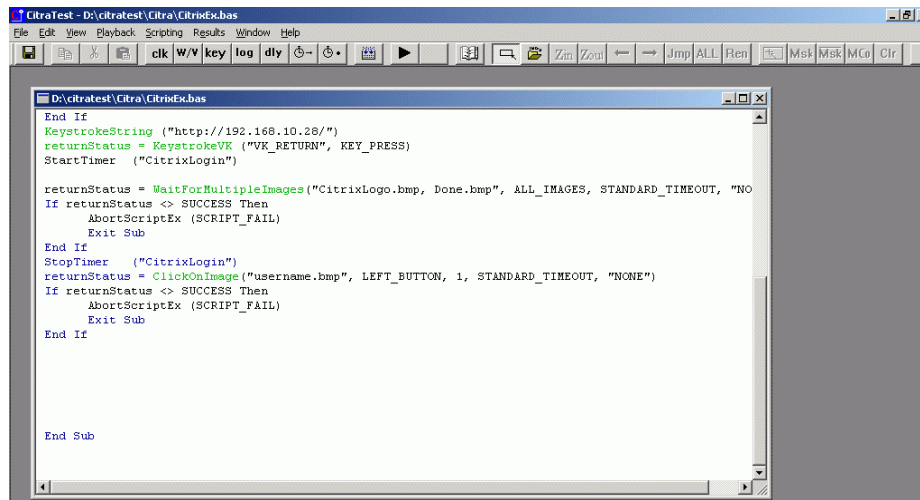 CitraTest - D:\citratest\Citra\CitrixEx.bas
File Edit View Playback Scripting Results Window Help
clk W/V key log dly Zin Zout Jmp ALL Ren Msk Msk MCo Clr
D:\citratest\Citra\CitrixEx.bas
End If
KeystrokeString ("http://192.168.10.28/")
returnStatus = KeystrokeVK ("VK_RETURN", KEY_PRESS)
StartTimer ("CitrixLogin")
returnStatus = WaitForMultipleImages("CitrixLogo.bmp, Done.bmp", ALL_IMAGES, STANDARD_TIMEOUT, "NO
If returnStatus <> SUCCESS Then
AbortScriptEx (SCRIPT_FAIL)
Exit Sub
End If
StopTimer ("CitrixLogin")
returnStatus = ClickOnImage("username.bmp", LEFT_BUTTON, 1, STANDARD_TIMEOUT, "NONE")
If returnStatus <> SUCCESS Then
AbortScriptEx (SCRIPT_FAIL)
Exit Sub
End If
End Sub